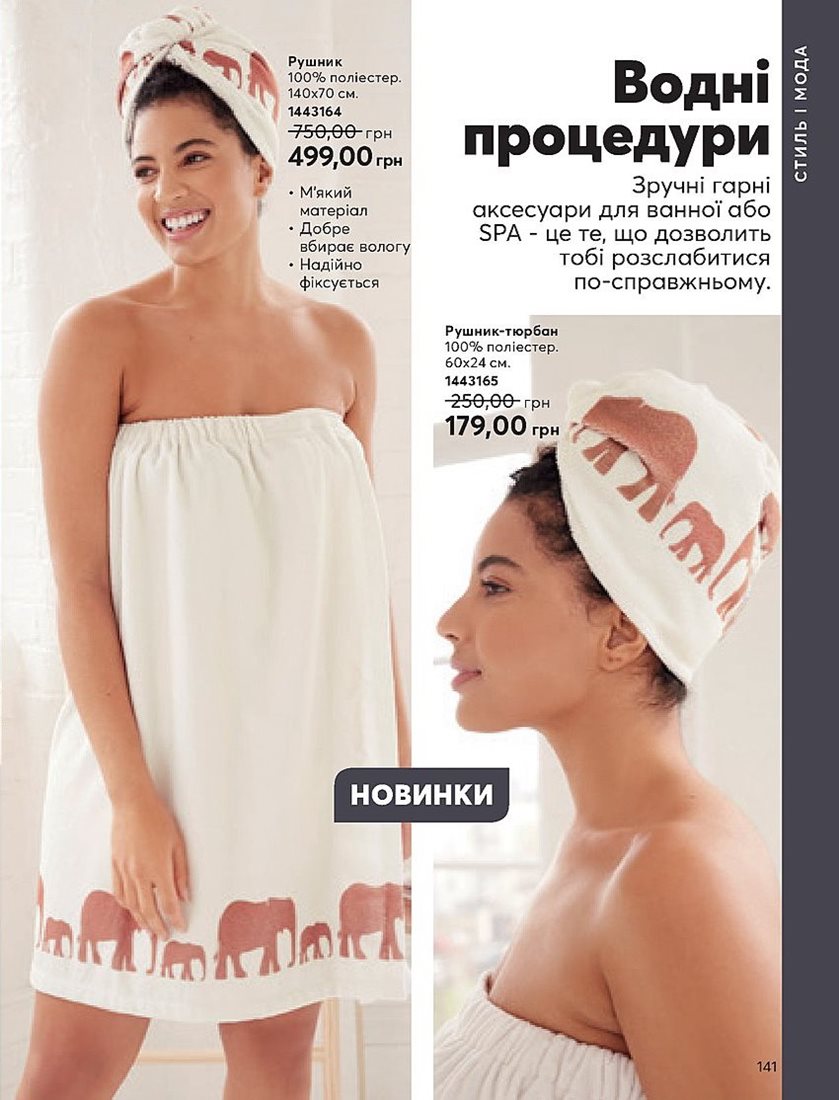 Рушник
100% поліестер.
140х70 см.
1443164
750,00 грн
499,00 грн
• М'який
матеріал
• Добре
вбирає вологу
• Надійно
фіксується
Водні
процедури
Зручні гарні
аксесуари для ванної або
SPA - це те, що дозволить
тобі розслабитися
по-справжньому.
СТИЛЬ І МОДА
Рушник-тюрбан
100% поліестер.
60х24 см.
1443165
250,00 грн
179,00 грн
НОВИНКИ
141